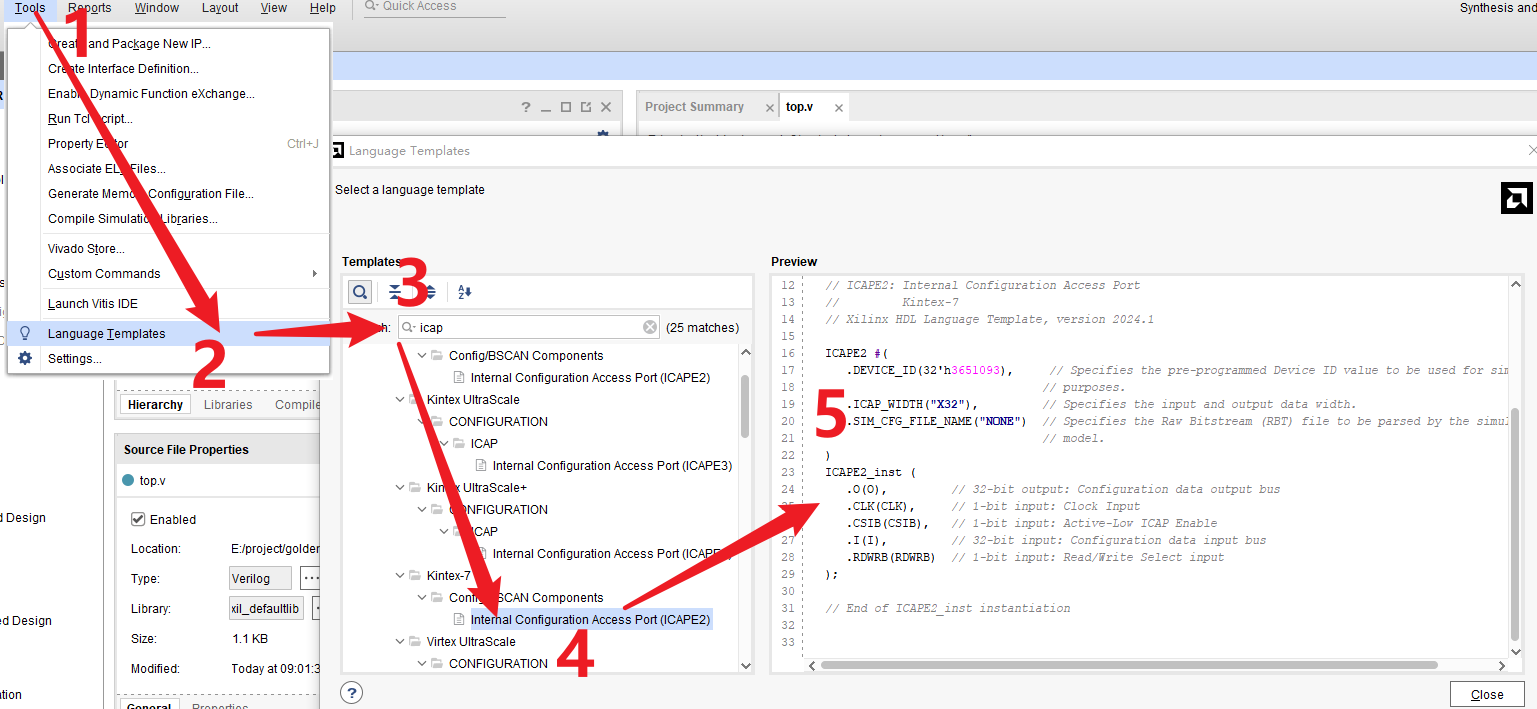 Tools Reports Window Layout View Help Quick Access
Synthesis and
1
Create and Package New IP...
Create Interface Definition...
Enable Dynamic Function eXchange...
Run Tcl Script...
Property Editor Ctrl+J
Associate ELF Files...
Generate Memory Configuration File...
Compile Simulation Libraries...
Vivado Store...
Custom Commands
Launch Vitis IDE
Language Templates
Settings...
2
Project Summary top.v
Language Templates
Select a language template
Templates
3
icap (25 matches)
Config/BSCAN Components
Internal Configuration Access Port (ICAPE2)
Kintex UltraScale
CONFIGURATION
ICAP
Internal Configuration Access Port (ICAPE3)
Kintex UltraScale+
CONFIGURATION
ICAP
Internal Configuration Access Port (ICAPE
Kintex-7
Config/BSCAN Components
Internal Configuration Access Port (ICAPE2)
Virtex UltraScale
CONFIGURATION
4
Preview
12 // ICAPE2: Internal Configuration Access Port
13 // Kintex-7
14 // Xilinx HDL Language Template, version 2024.1
15
16 ICAPE2 #(
17 .DEVICE_ID(32'h3651093), // Specifies the pre-programmed Device ID value to be used for sim
18 // purposes.
19 .ICAP_WIDTH("X32"), // Specifies the input and output data width.
20 .SIM_CFG_FILE_NAME("NONE") // Specifies the Raw Bitstream (RBT) file to be parsed by the simu
21 // model.
22 )
23 ICAPE2_inst (
24 .O(O), // 32-bit output: Configuration data output bus
25 .CLK(CLK), // 1-bit input: Clock Input
26 .CSIB(CSIB), // 1-bit input: Active-Low ICAP Enable
27 .I(I), // 32-bit input: Configuration data input bus
28 .RDWRB(RDWRB) // 1-bit input: Read/Write Select input
29 );
30
31 // End of ICAPE2_inst instantiation
32
33
5
Close
Hierarchy Libraries Compile
Source File Properties
top.v
Enabled
Location: E:/project/golden
Type: Verilog
Library: xil_defaultlib
Size: 1.1 KB
Modified: Today at 09:01:3
General Properties
d Design
ed Design
ation